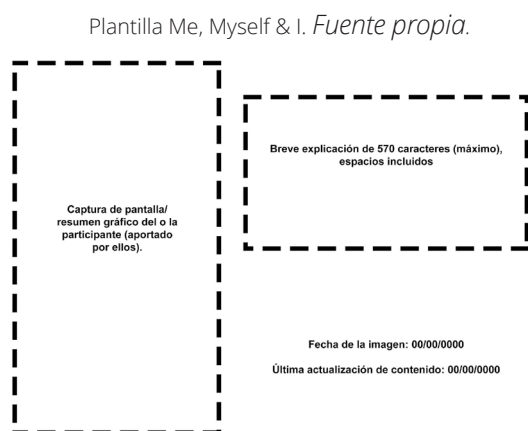 Plantilla Me, Myself & I. Fuente propia.
Captura de pantalla/
resumen gráfico del o la
participante (aportado
por ellos).
Breve explicación de 570 caracteres (máximo),
espacios incluidos
Fecha de la imagen: 00/00/0000
Última actualización de contenido: 00/00/0000